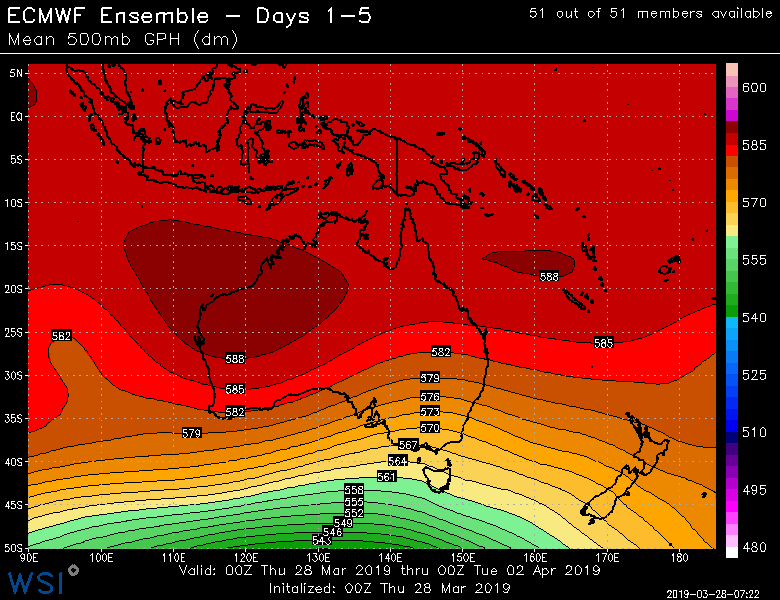 ECMWF Ensemble – Days 1–5
51 out of 51 members available
Mean 500mb GPH (dm)
5N
EQ
5S
10S
15S
20S
25S
30S
35S
40S
45S
50S
588
588
585
582
582
585
579
582
576
573
570
579
567
564
561
558
555
552
549
546
543
600
585
570
555
540
525
510
495
480
90E 100E 110E 120E 130E 140E 150E 160E 170E 180
Valid: 00Z Thu 28 Mar 2019 thru 00Z Tue 02 Apr 2019
Initalized: 00Z Thu 28 Mar 2019
WSI
2019-03-28-07:22